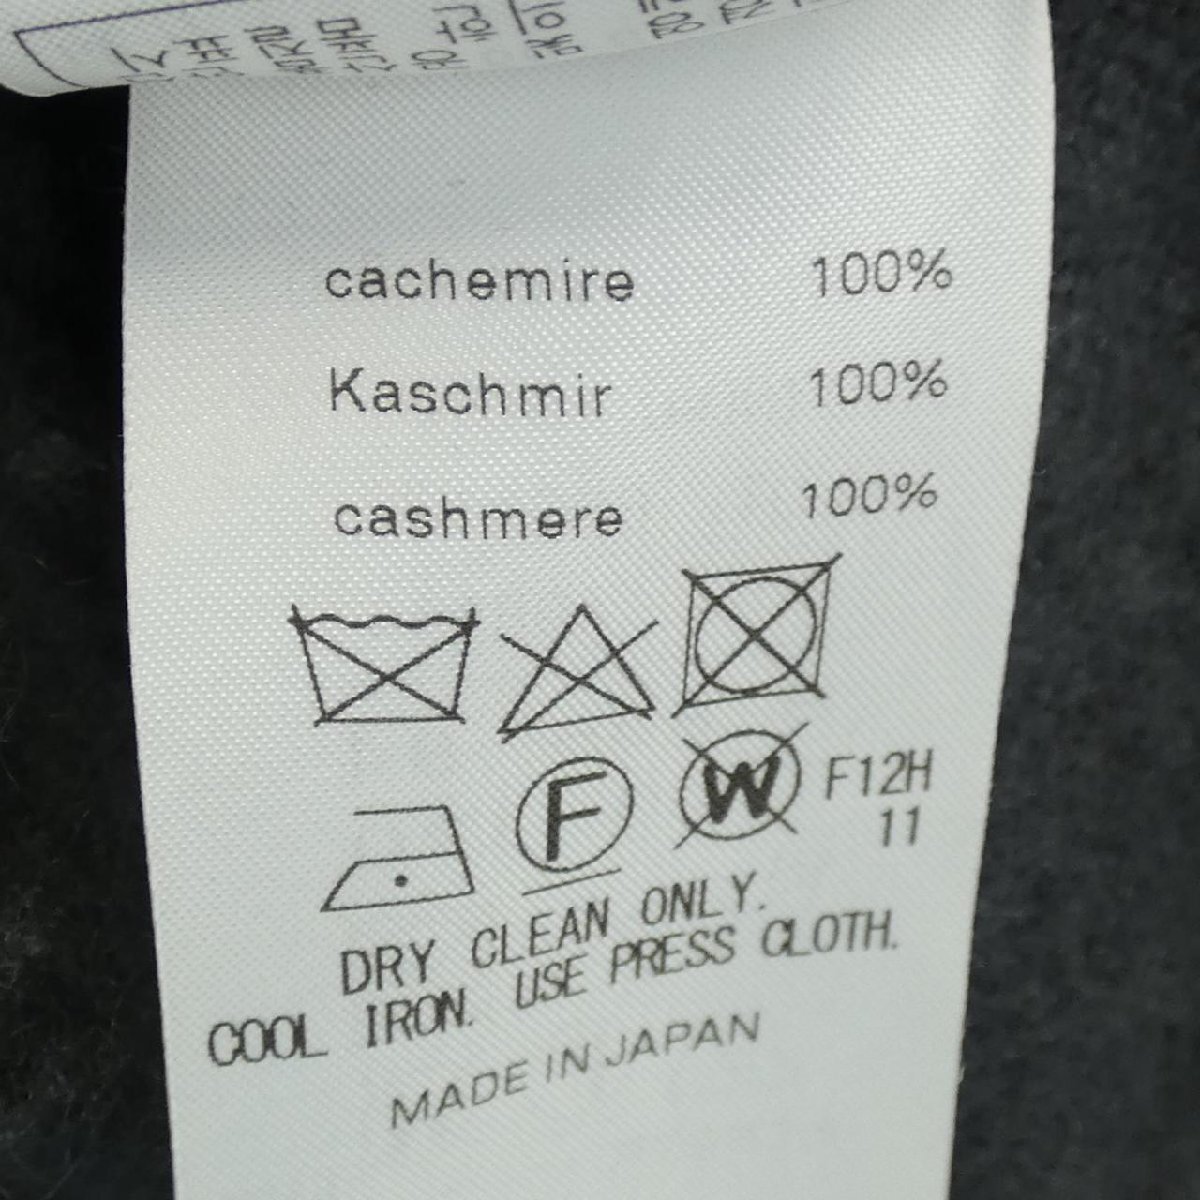 cachemire 100%
Kaschmir 100%
cashmere 100%
F W F12H
11
DRY CLEAN ONLY.
COOL IRON. USE PRESS CLOTH.
MADE IN JAPAN